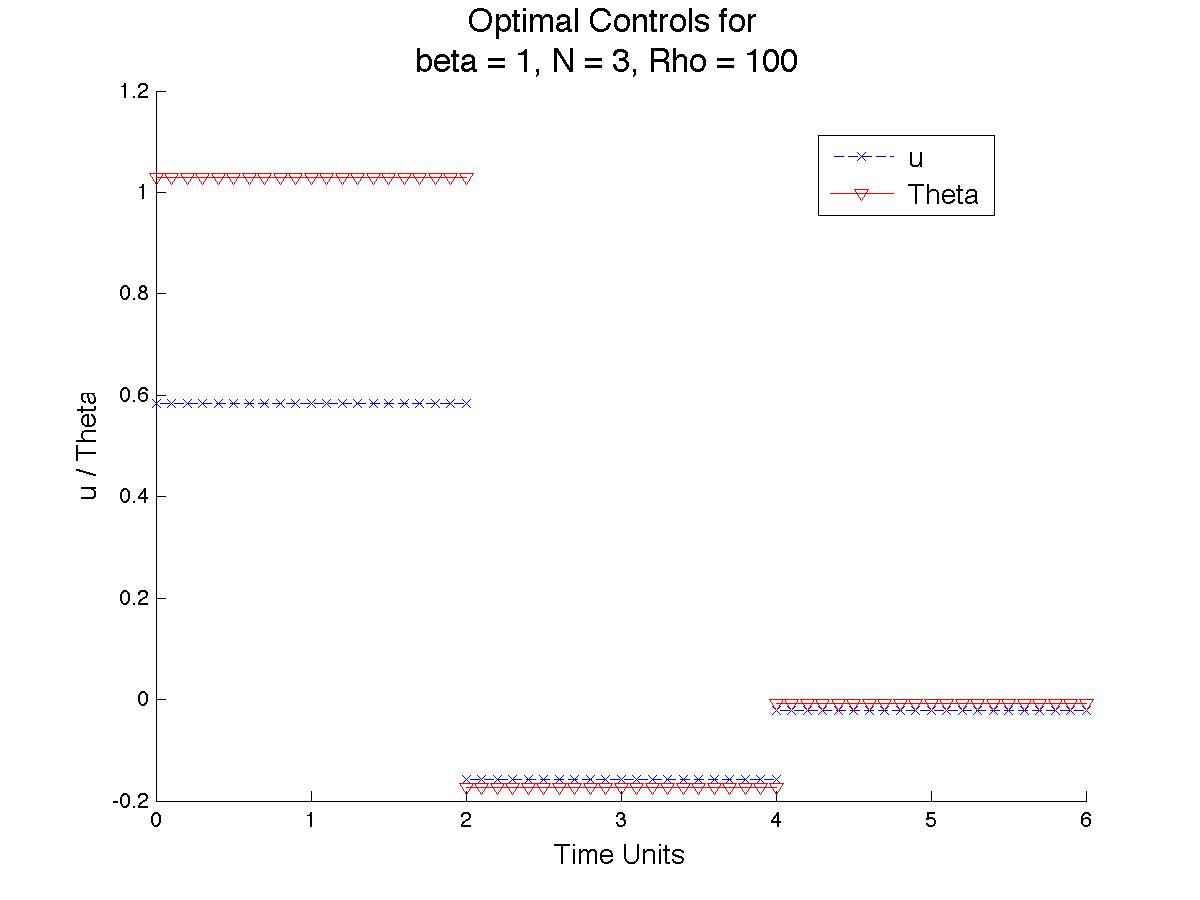 Optimal Controls for
beta = 1, N = 3, Rho = 100
1.2
1
0.8
0.6
0.4
0.2
0
-0.2
u / Theta
u
Theta
0 1 2 3 4 5 6
Time Units